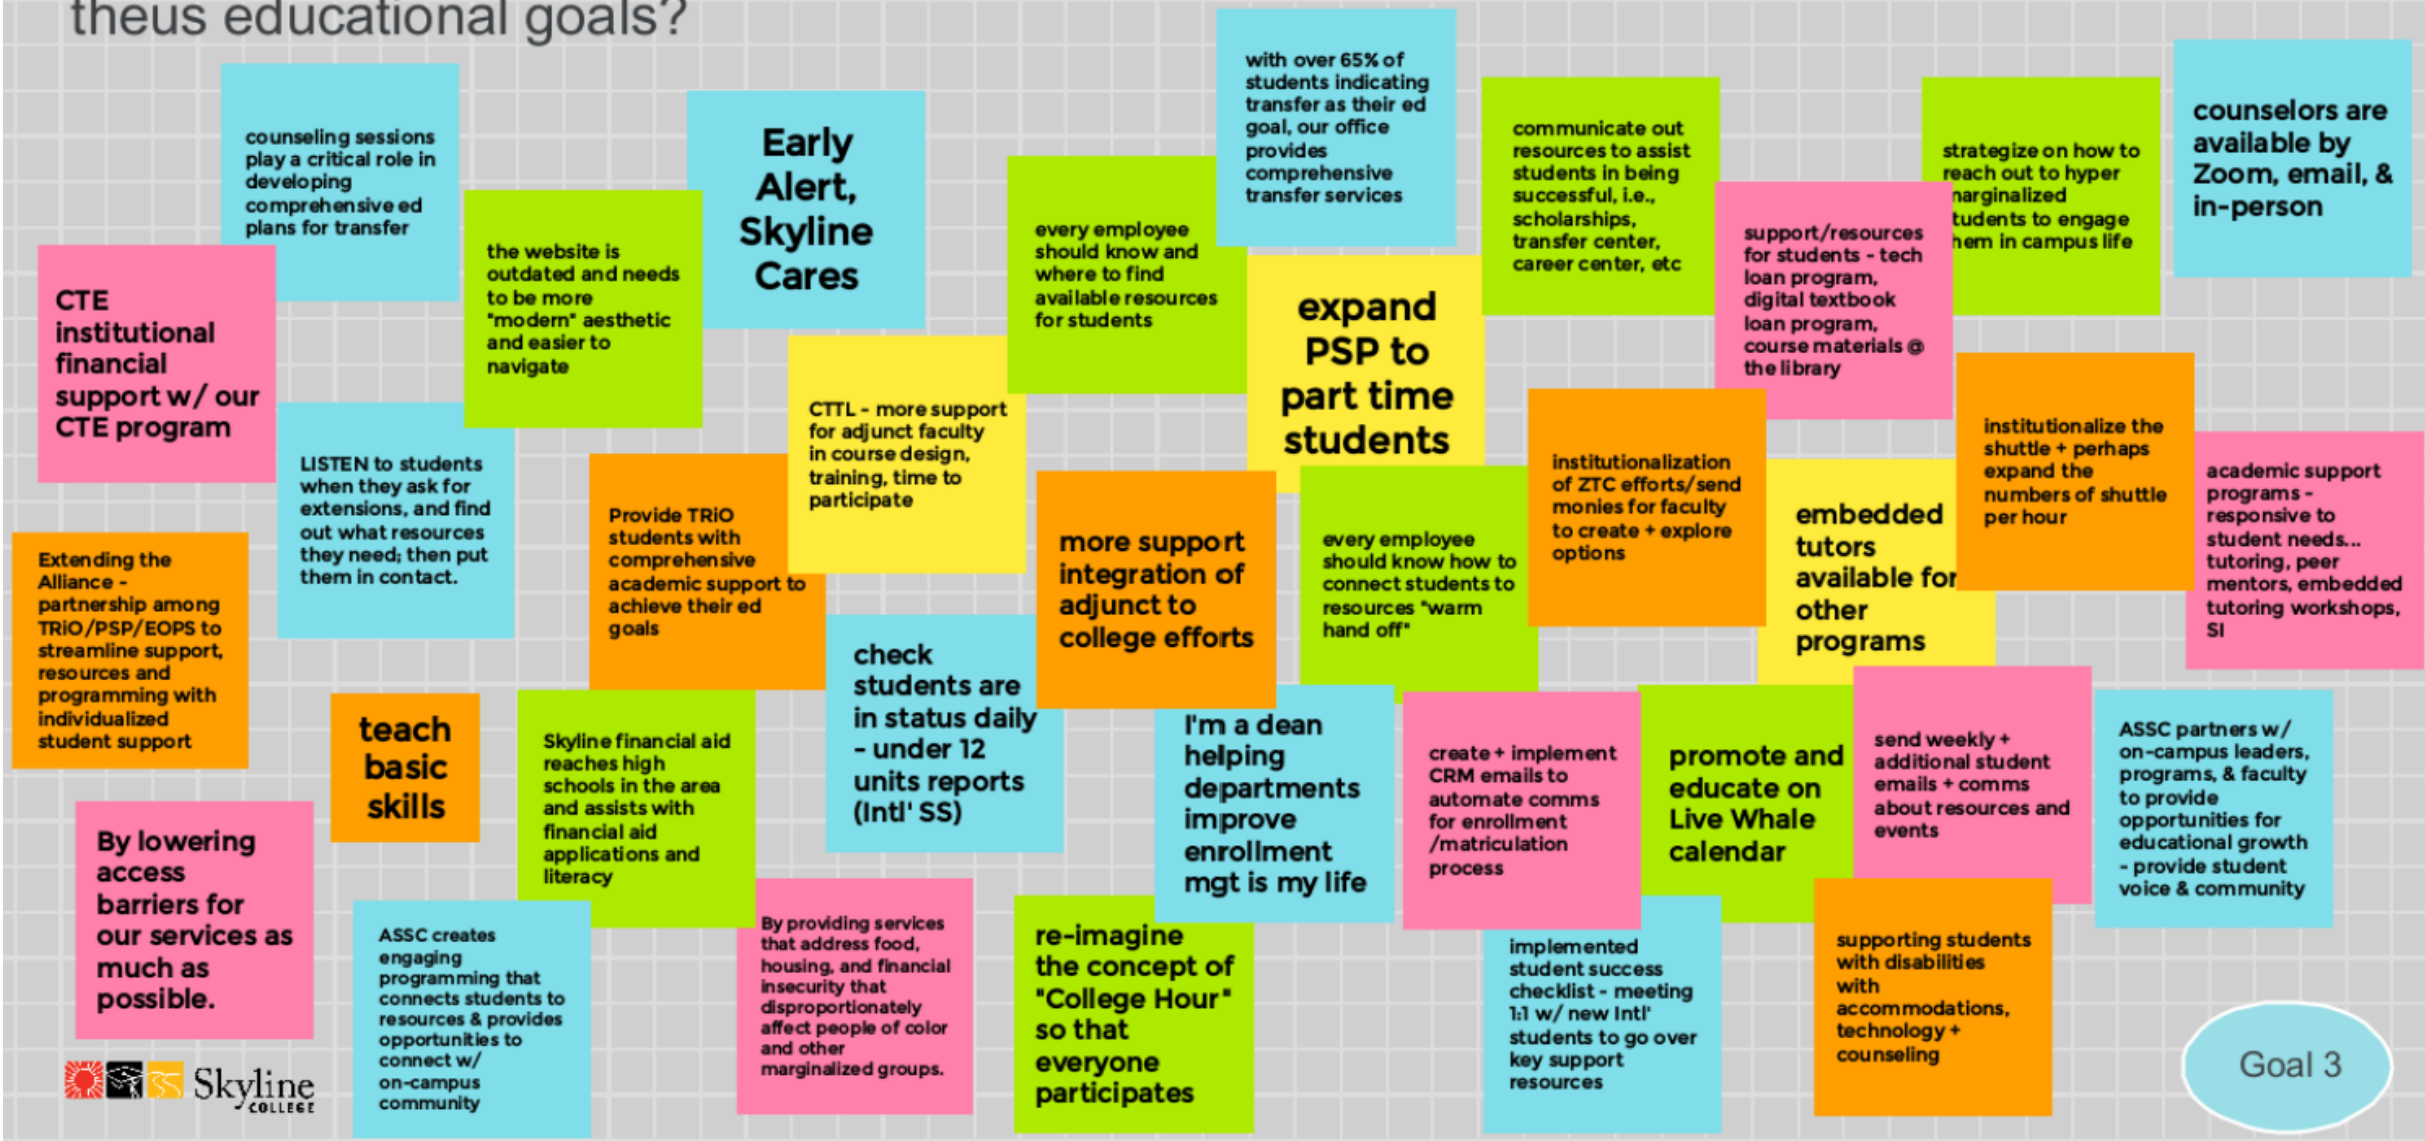 theus educational goals?
counseling sessions
play a critical role in
developing
comprehensive ed
plans for transfer
Early
Alert,
Skyline
Cares
with over 65% of
students indicating
transfer as their ed
goal, our office
provides
comprehensive
transfer services
communicate out
resources to assist
students in being
successful, i.e.,
scholarships,
transfer center,
career center, etc
strategize on how to
reach out to hyper
marginalized
students to engage
them in campus life
counselors are
available by
Zoom, email, &
in-person
CTE
institutional
financial
support w/ our
CTE program
the website is
outdated and needs
to be more
"modern" aesthetic
and easier to
navigate
every employee
should know and
where to find
available resources
for students
expand
PSP to
part time
students
support/resources
for students - tech
loan program,
digital textbook
loan program,
course materials @
the library
LISTEN to students
when they ask for
extensions, and find
out what resources
they need; then put
them in contact.
CTTL - more support
for adjunct faculty
in course design,
training, time to
participate
institutionalization
of ZTC efforts/send
monies for faculty
to create + explore
options
institutionalize the
shuttle + perhaps
expand the
numbers of shuttle
per hour
academic support
programs -
responsive to
student needs...
tutoring, peer
mentors, embedded
tutoring workshops,
SI
Extending the
Alliance -
partnership among
TRiO/PSP/EOPS to
streamline support,
resources and
programming with
individualized
student support
Provide TRiO
students with
comprehensive
academic support to
achieve their ed
goals
more support
integration of
adjunct to
college efforts
every employee
should know how to
connect students to
resources "warm
hand off"
embedded
tutors
available for
other
programs
teach
basic
skills
Skyline financial aid
reaches high
schools in the area
and assists with
financial aid
applications and
literacy
check
students are
in status daily
- under 12
units reports
(Intl' SS)
I'm a dean
helping
departments
improve
enrollment
mgt is my life
create + implement
CRM emails to
automate comms
for enrollment
/matriculation
process
promote and
educate on
Live Whale
calendar
send weekly +
additional student
emails + comms
about resources and
events
ASSC partners w/
on-campus leaders,
programs, & faculty
to provide
opportunities for
educational growth
- provide student
voice & community
By lowering
access
barriers for
our services as
much as
possible.
ASSC creates
engaging
programming that
connects students to
resources & provides
opportunities to
connect w/
on-campus
community
By providing services
that address food,
housing, and financial
insecurity that
disproportionately
affect people of color
and other
marginalized groups.
re-imagine
the concept of
"College Hour"
so that
everyone
participates
implemented
student success
checklist - meeting
1:1 w/ new Intl'
students to go over
key support
resources
supporting students
with disabilities
with
accommodations,
technology +
counseling
Skyline
COLLEGE
Goal 3